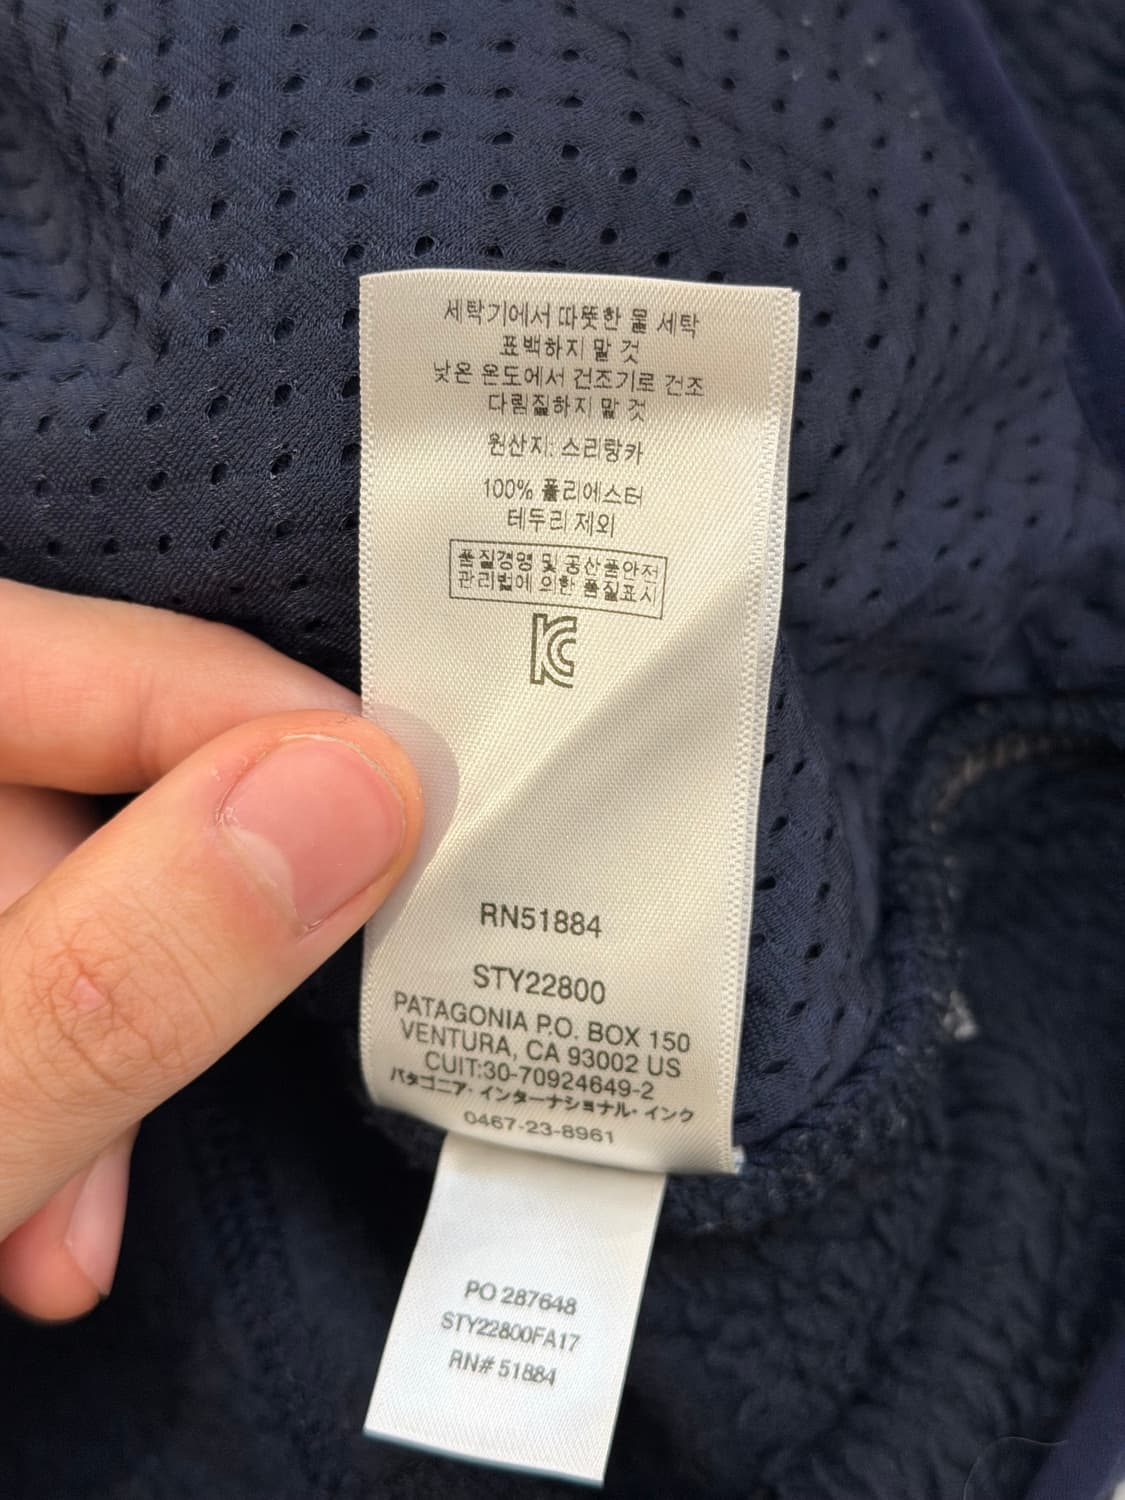 세탁기에서 따뜻한 물 세탁
표백하지 말 것
낮은 온도에서 건조기로 건조
다림질하지 말 것
원산지: 스리랑카
100% 폴리에스터
테두리 제외
품질경영 및 공산품안전
관리법에 의한 품질표시
RN51884
STY22800
PATAGONIA P.O. BOX 150
VENTURA, CA 93002 US
CUIT:30-70924649-2
パタゴニア・インターナショナル・インク
0467-23-8961
PO 287648
STY22800FA17
RN# 51884